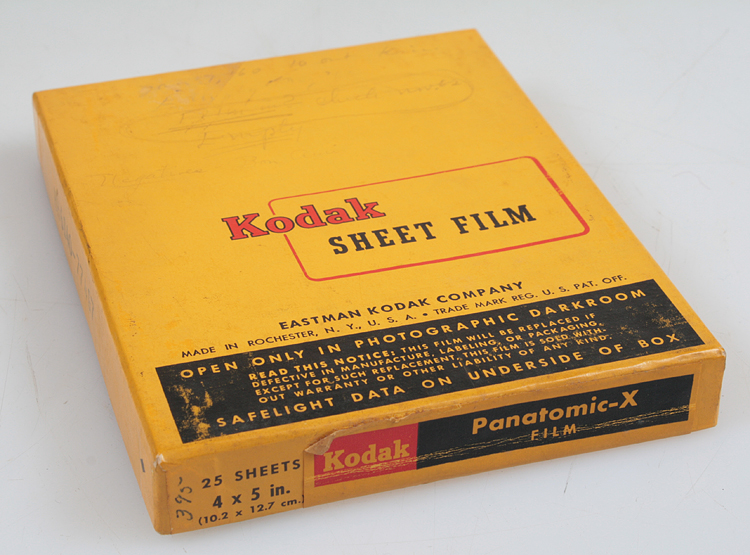 Kodak
SHEET FILM
EASTMAN KODAK COMPANY
MADE IN ROCHESTER, N. Y., U. S. A. • TRADE MARK REG. U. S. PAT. OFF.
OPEN ONLY IN PHOTOGRAPHIC DARKROOM
READ THIS NOTICE: THIS FILM WILL BE REPLACED IF
DEFECTIVE IN MANUFACTURE, LABELING, OR PACKAGING.
EXCEPT FOR SUCH REPLACEMENT, THIS FILM IS SOLD WITH-
OUT WARRANTY OR OTHER LIABILITY OF ANY KIND.
SAFELIGHT DATA ON UNDERSIDE OF BOX
Kodak
Panatomic-X
FILM
25 SHEETS
4 x 5 in.
(10.2 x 12.7 cm.)